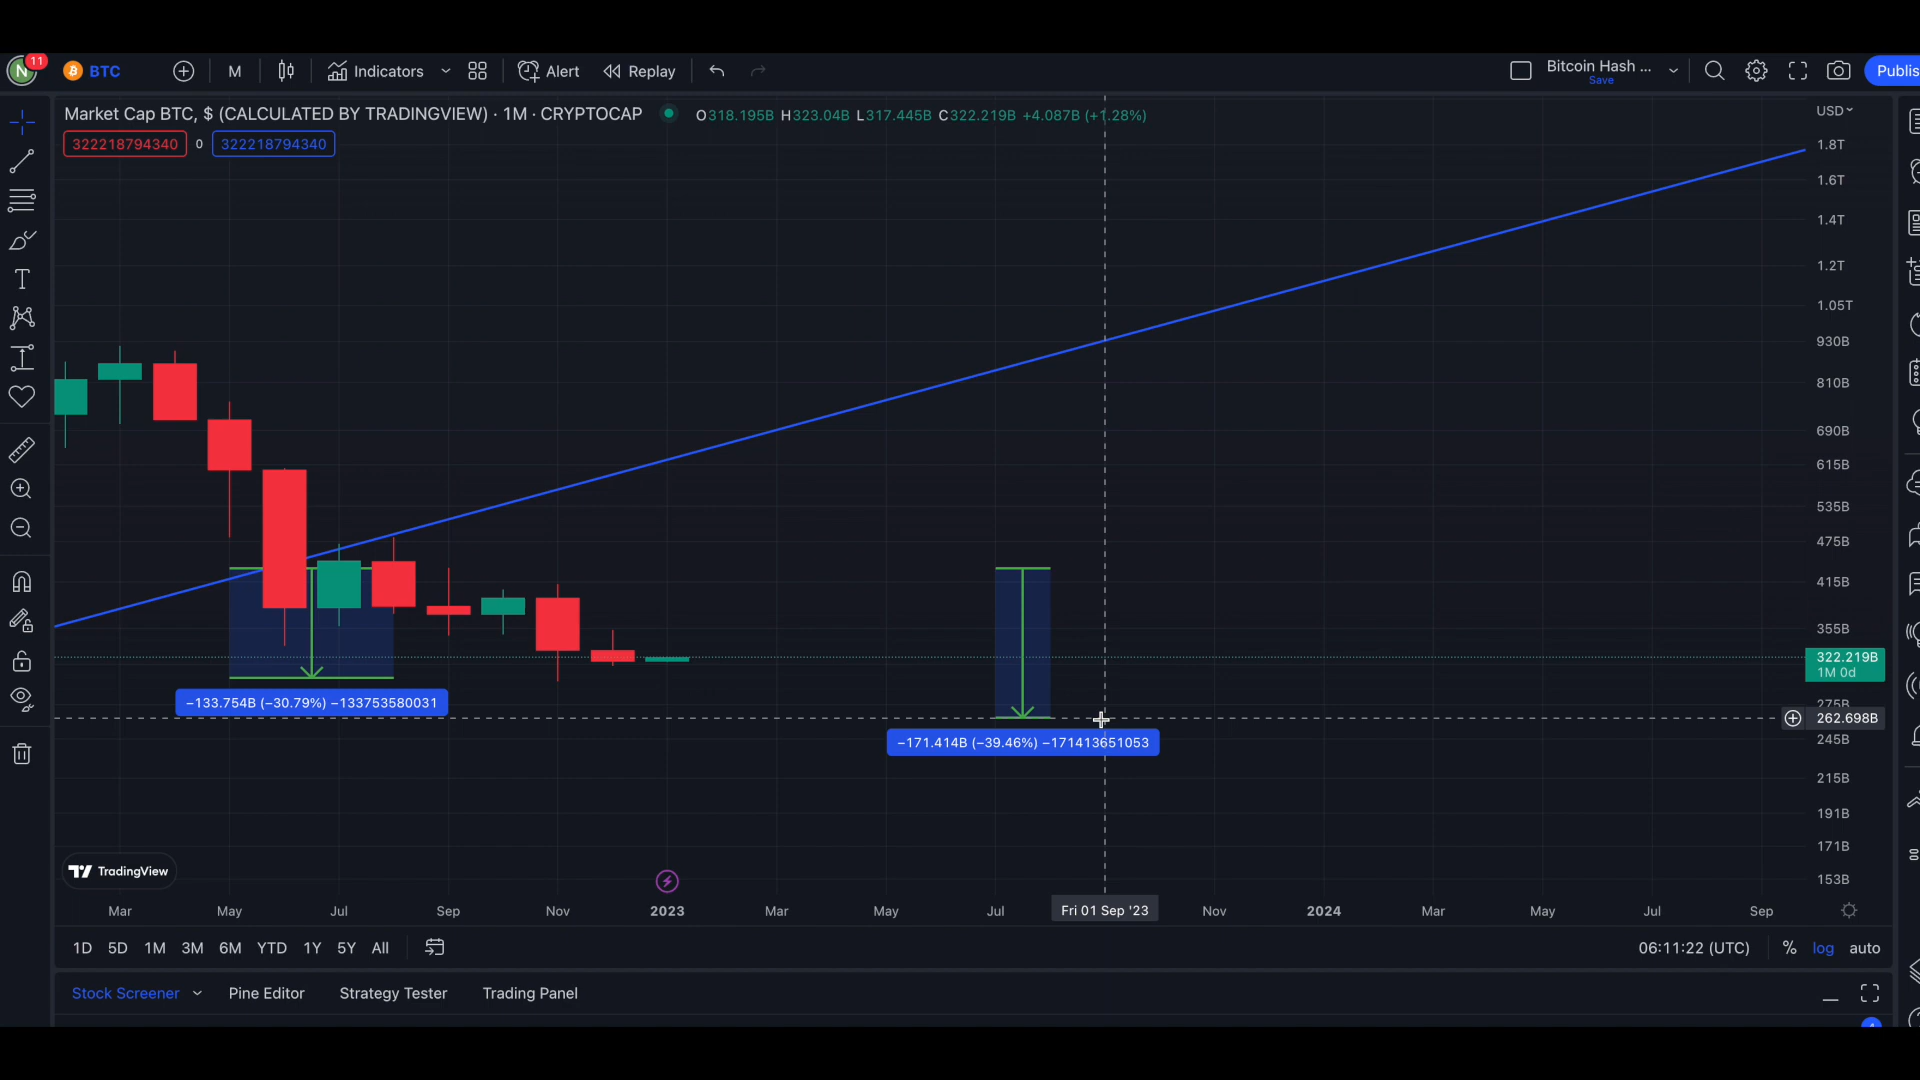 N 11 BTC M Indicators Alert Replay Bitcoin Hash ... Save Publis
Market Cap BTC, $ (CALCULATED BY TRADINGVIEW) · 1M · CRYPTOCAP O318.195B H323.04B L317.445B C322.219B +4.087B (+1.28%) USD
322218794340 0 322218794340
1.8T
1.6T
1.4T
1.2T
1.05T
930B
810B
690B
615B
535B
475B
415B
355B
322.219B
1M 0d
275B
262.698B
245B
215B
191B
171B
153B
−133.754B (−30.79%) −133753580031
−171.414B (−39.46%) −171413651053
TradingView
Mar May Jul Sep Nov 2023 Mar May Jul Fri 01 Sep '23 Nov 2024 Mar May Jul Sep
1D 5D 1M 3M 6M YTD 1Y 5Y All 06:11:22 (UTC) % log auto
Stock Screener Pine Editor Strategy Tester Trading Panel